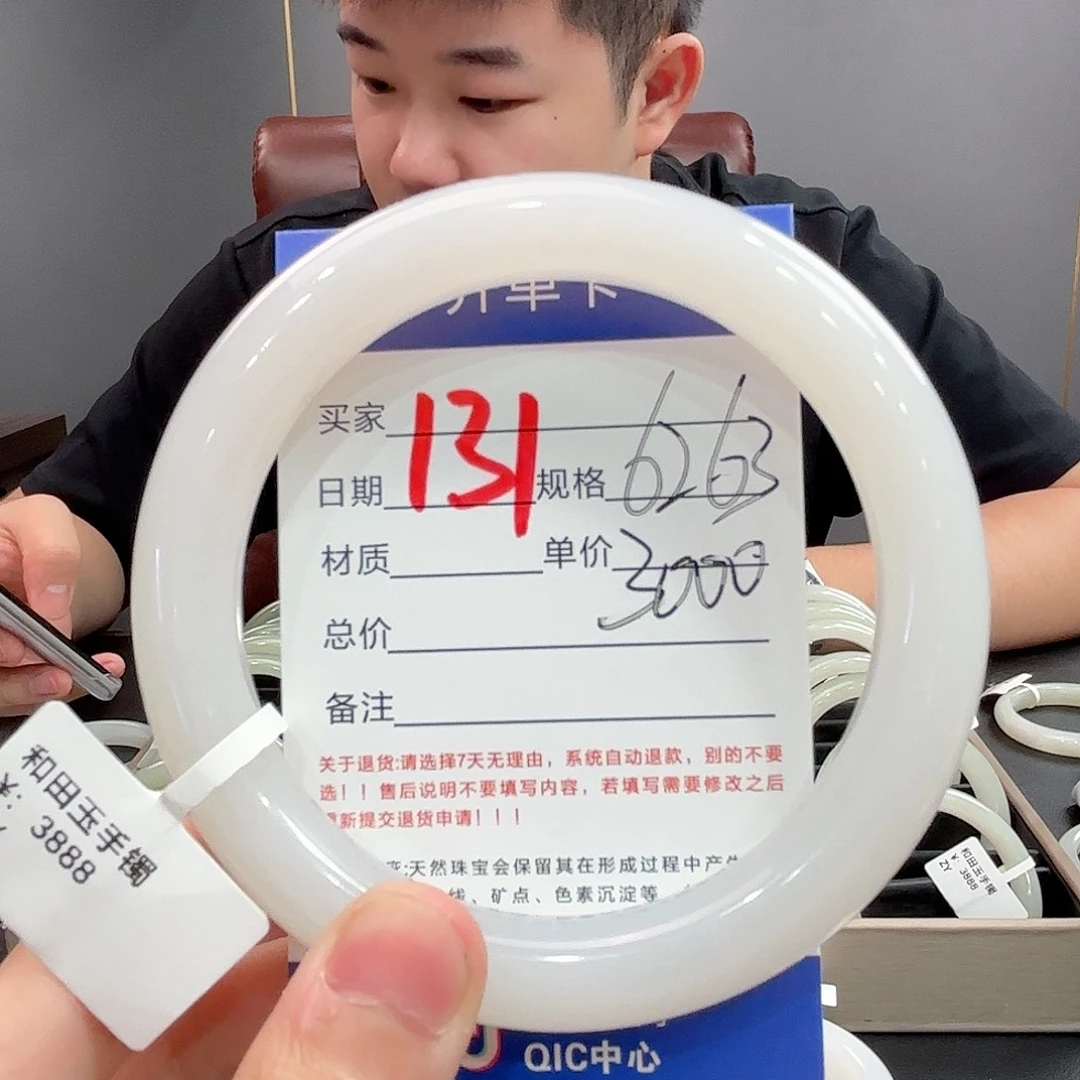 开单卡
买家
日期 131 规格 6263
材质 单价 3000
总价
备注
关于退货:请选择7天无理由，系统自动退款，别的不要
选！！售后说明不要填写内容，若填写需要修改之后
重新提交退货申请！！！
:天然珠宝会保留其在形成过程中产生
线、矿点、色素沉淀等
QIC中心
和田玉手镯
3888
和田玉手镯
ZY 3888